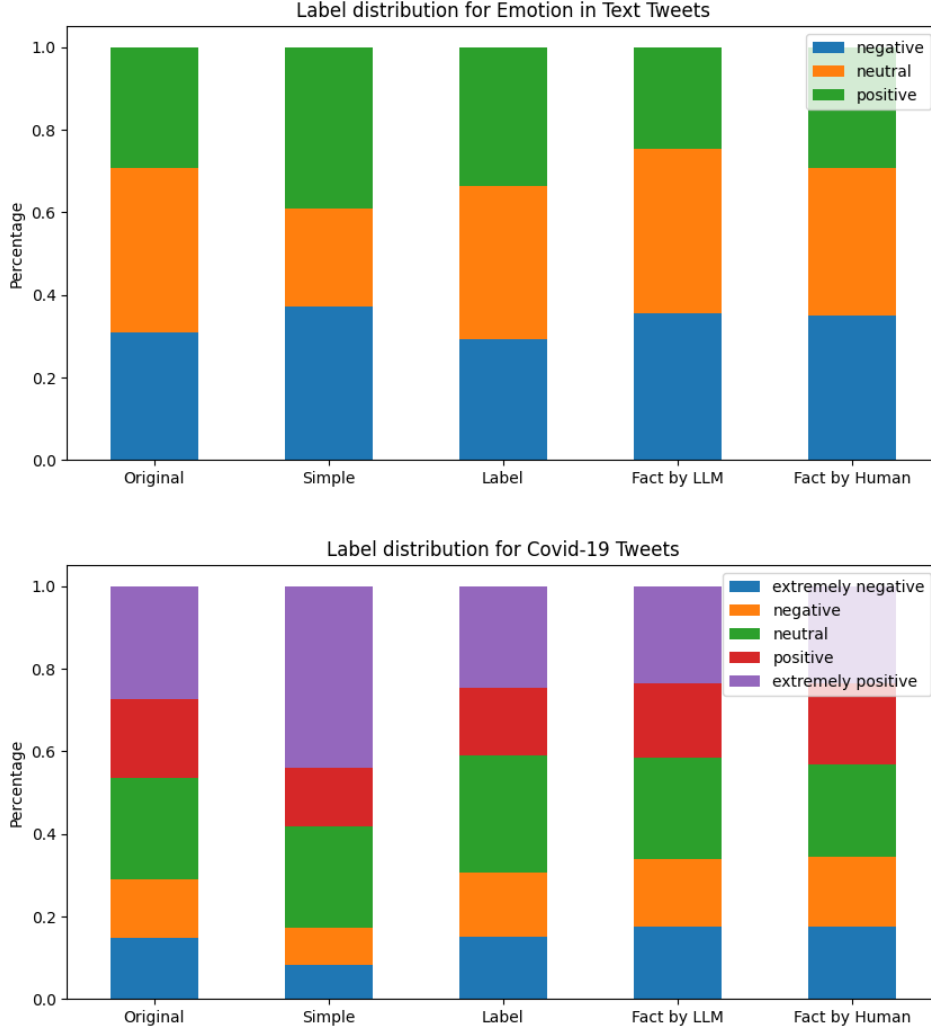 Label distribution for Emotion in Text Tweets
Percentage
1.0
0.8
0.6
0.4
0.2
0.0
negative
neutral
positive
Original Simple Label Fact by LLM Fact by Human
Label distribution for Covid-19 Tweets
Percentage
1.0
0.8
0.6
0.4
0.2
0.0
extremely negative
negative
neutral
positive
extremely positive
Original Simple Label Fact by LLM Fact by Human